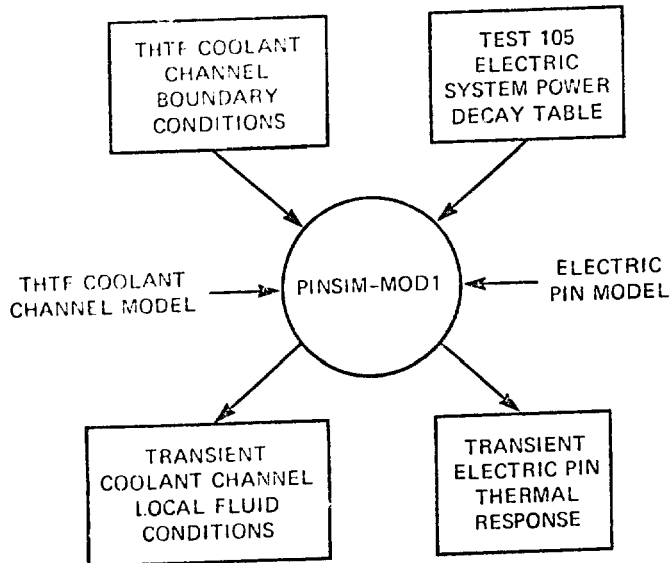 THTF COOLANT
CHANNEL
BOUNDARY
CONDITIONS
TEST 105
ELECTRIC
SYSTEM POWER
DECAY TABLE
THTF COOLANT
CHANNEL MODEL
PINSIM-MOD1
ELECTRIC
PIN MODEL
TRANSIENT
COOLANT CHANNEL
LOCAL FLUID
CONDITIONS
TRANSIENT
ELECTRIC PIN
THERMAL
RESPONSE